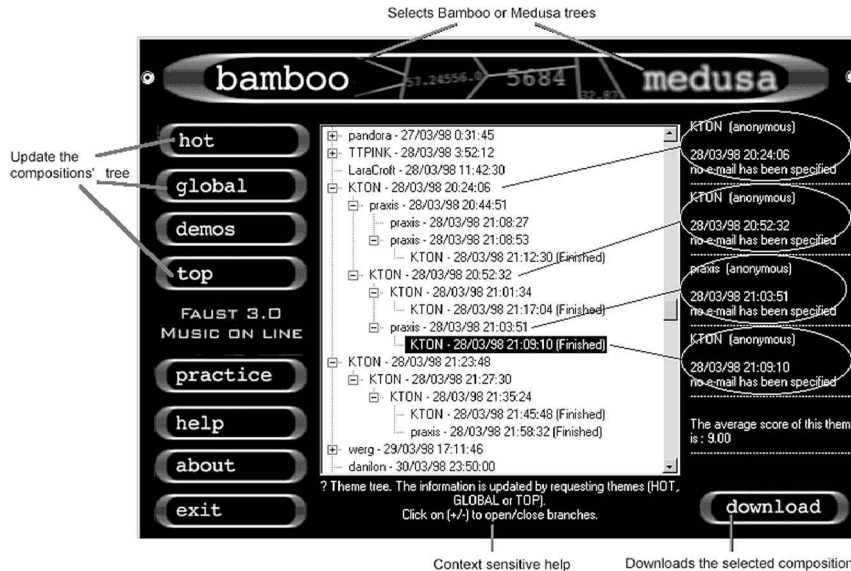 Selects Bamboo or Medusa trees
bamboo
57.24556.0
5684
32.87
medusa
Update the
compositions' tree
hot
global
demos
top
FAUST 3.0
MUSIC ON LINE
practice
help
about
exit
pandora - 27/03/98 0:31:45
TTPINK - 28/03/98 3:52:12
LaraCroft - 28/03/98 11:42:30
KTON - 28/03/98 20:24:06
praxis - 28/03/98 20:44:51
praxis - 28/03/98 21:08:27
praxis - 28/03/98 21:08:53
KTON - 28/03/98 21:12:30 (Finished)
KTON - 28/03/98 20:52:32
KTON - 28/03/98 21:01:34
KTON - 28/03/98 21:17:04 (Finished)
praxis - 28/03/98 21:03:51
KTON - 28/03/98 21:09:10 (Finished)
KTON - 28/03/98 21:23:48
KTON - 28/03/98 21:27:30
KTON - 28/03/98 21:35:24
KTON - 28/03/98 21:45:48 (Finished)
praxis - 28/03/98 21:58:32 (Finished)
werg - 29/03/98 17:11:46
danilon - 30/03/98 23:50:00
? Theme tree. The information is updated by requesting themes (HOT,
GLOBAL or TOP).
Click on (+/-) to open/close branches.
KTON (anonymous)
28/03/98 20:24:06
no e-mail has been specified
KTON (anonymous)
28/03/98 20:52:32
no e-mail has been specified
praxis (anonymous)
28/03/98 21:03:51
no e-mail has been specified
KTON (anonymous)
28/03/98 21:09:10
no e-mail has been specified
The average score of this them
is : 9.00
download
Context sensitive help
Downloads the selected composition